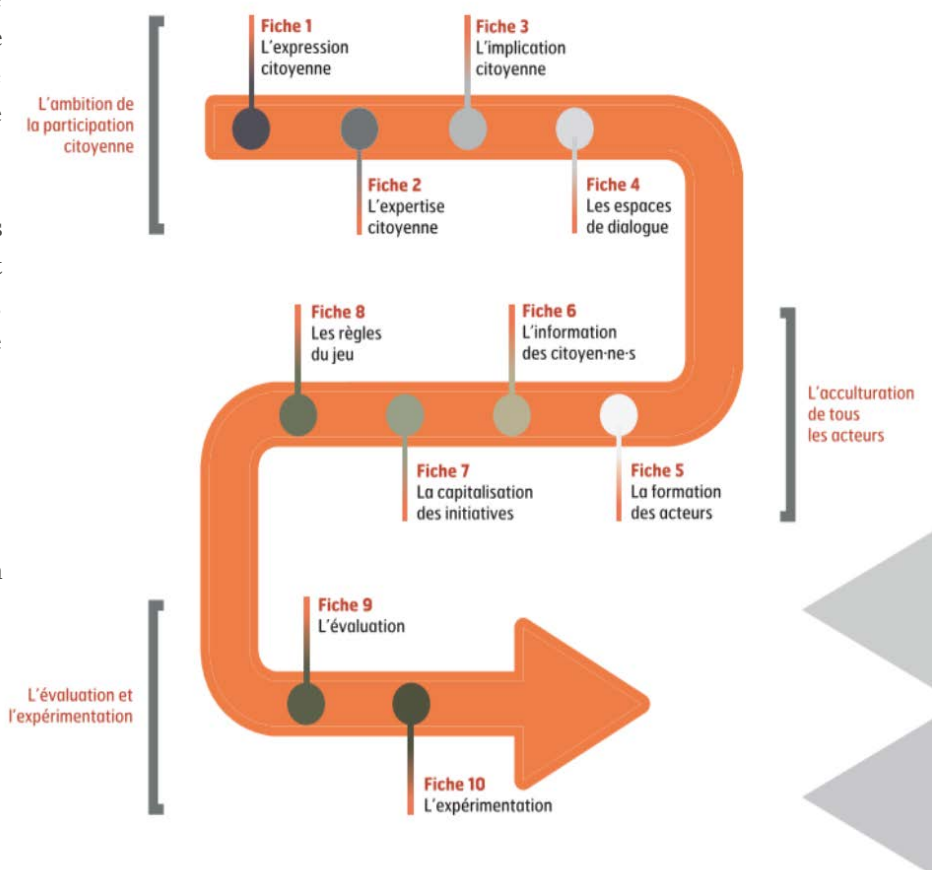 Fiche 1
L'expression
citoyenne
Fiche 3
L'implication
citoyenne
L'ambition de
la participation
citoyenne
Fiche 2
L'expertise
citoyenne
Fiche 4
Les espaces
de dialogue
Fiche 8
Les règles
du jeu
Fiche 6
L'information
des citoyen·ne·s
L'acculturation
de tous
les acteurs
Fiche 7
La capitalisation
des initiatives
Fiche 5
La formation
des acteurs
Fiche 9
L'évaluation
L'évaluation et
l'expérimentation
Fiche 10
L'expérimentation